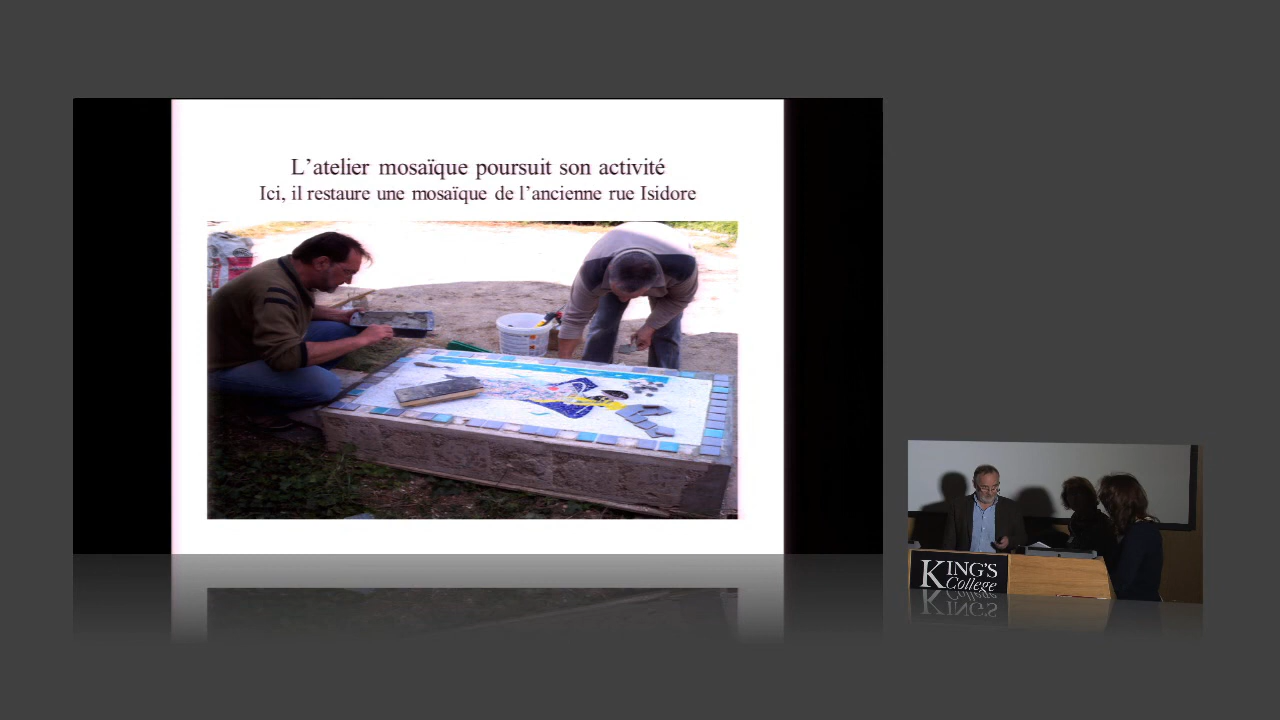 L'atelier mosaïque poursuit son activité
Ici, il restaure une mosaïque de l'ancienne rue Isidore
KING'S
College